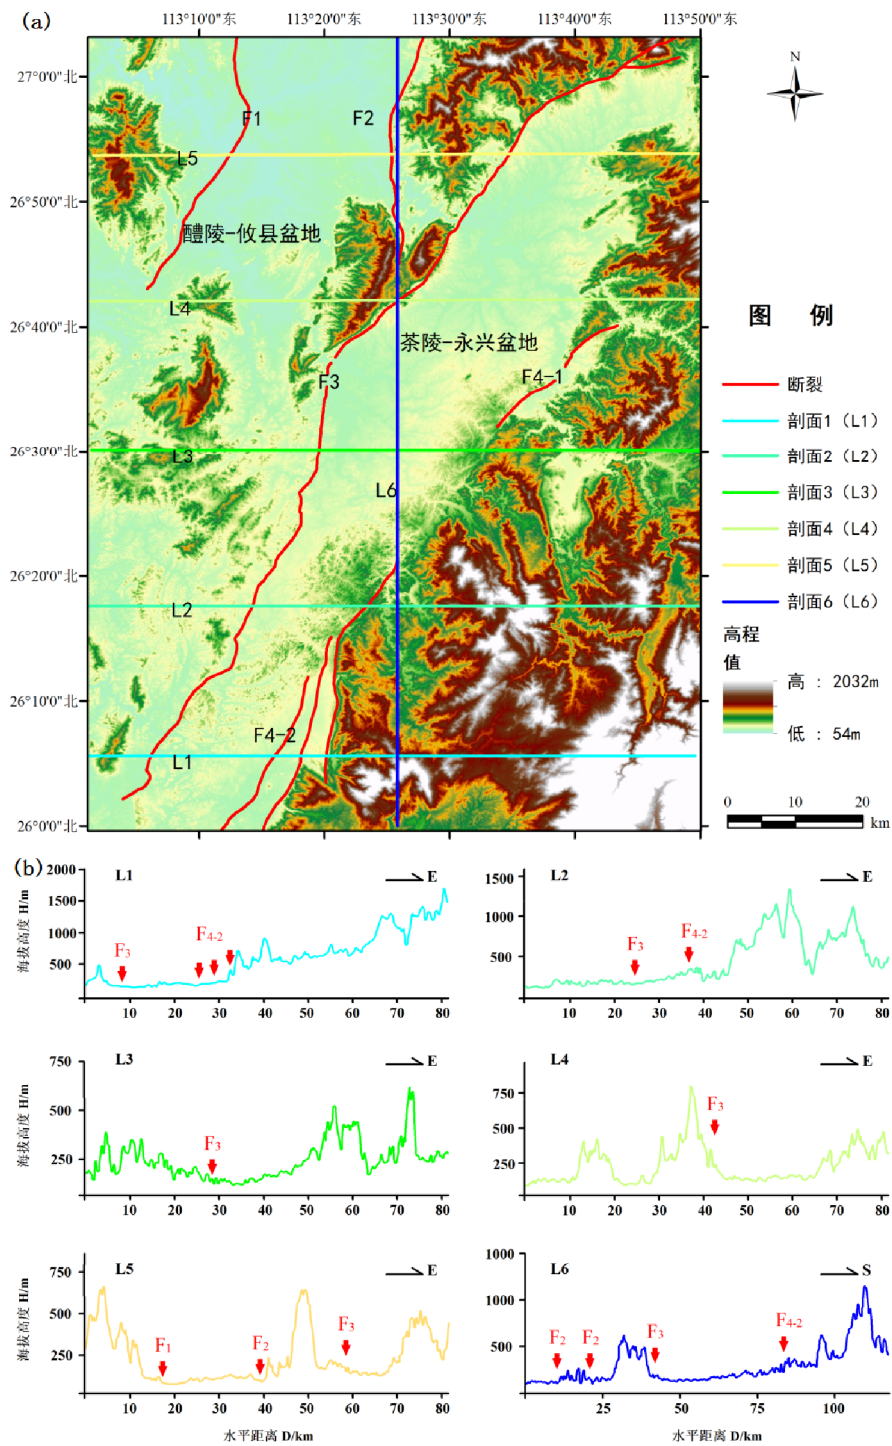 (a)
113°10′0″东 113°20′0″东 113°30′0″东 113°40′0″东 113°50′0″东
27°0′0″北
26°50′0″北
26°40′0″北
26°30′0″北
26°20′0″北
26°10′0″北
26°0′0″北
F1
F2
L5
醴陵-攸县盆地
L4
茶陵-永兴盆地
F3
F4-1
L3
L6
L2
F4-2
L1
N
图 例
断裂
剖面1（L1）
剖面2（L2）
剖面3（L3）
剖面4（L4）
剖面5（L5）
剖面6（L6）
高程
值
高 : 2032m
低 : 54m
0 10 20
km
(b)
L1
E
海拔高度 H/m
2000
1500
1000
500
F3
F4-2
0 10 20 30 40 50 60 70 80
L2
E
1500
1000
500
F3
F4-2
10 20 30 40 50 60 70 80
L3
E
海拔高度 H/m
750
500
250
F3
0 10 20 30 40 50 60 70 80
L4
E
750
500
250
F3
10 20 30 40 50 60 70 80
L5
E
海拔高度 H/m
750
500
250
F1
F2
F3
0 10 20 30 40 50 60 70 80
水平距离 D/km
L6
S
1000
1000
500
F2
F2
F3
F4-2
25 50 75 100
水平距离 D/km